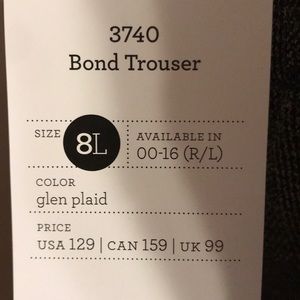 3740
Bond Trouser
SIZE 8L AVAILABLE IN
00-16 (R/L)
COLOR
glen plaid
PRICE
USA 129 | CAN 159 | UK 99